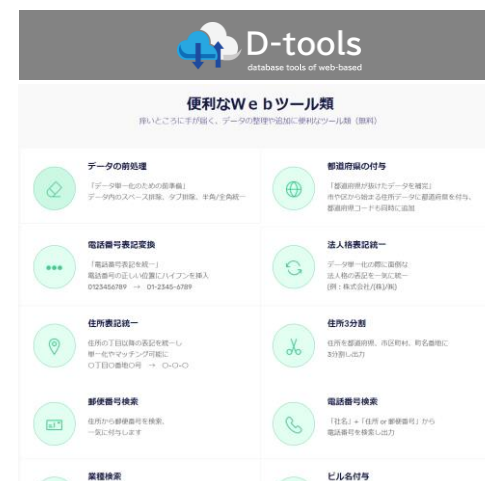 D-tools
database tools of web-based
便利なWebツール類
痒いところに手が届く、データの整理や追加に便利なツール類（無料）
データの前処理
「データ単一化のための前準備」
データ内のスペース排除、タブ排除、半角/全角統一
都道府県の付与
「都道府県が抜けたデータを補完」
市や区から始まる住所データに都道府県を付与、
都道府県コードも同時に追加
電話番号表記変換
「電話番号表記を統一」
電話番号の正しい位置にハイフンを挿入
0123456789 → 01-2345-6789
法人格表記統一
データ単一化の際に面倒な
法人格の表記を一気に統一
(例：株式会社/(株)/㈱)
住所表記統一
住所の丁目以降の表記を統一し
単一化やマッチング可能に
〇丁目〇番地〇号 → 〇-〇-〇
住所3分割
住所を都道府県、市区町村、町名番地に
3分割し出力
郵便番号検索
住所から郵便番号を検索、
一気に付与します
電話番号検索
「社名」+「住所 or 郵便番号」から
電話番号を検索し出力
業種検索
ビル名付与